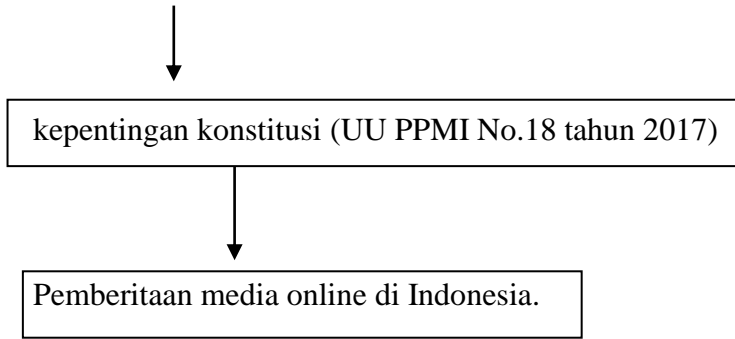 kepentingan konstitusi (UU PPMI No.18 tahun 2017)
Pemberitaan media online di Indonesia.